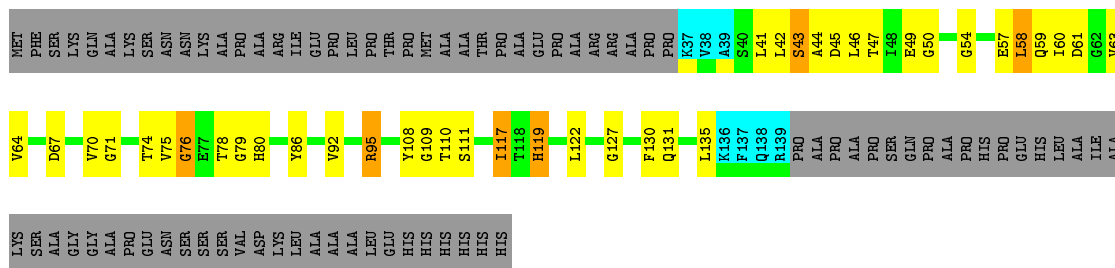 MET PHE SER LYS GLN ALA LYS SER ASN ASN LYS ALA PRO ALA ARG ILE GLU PRO LEU PRO THR PRO MET ALA ALA THR PRO ALA GLU PRO ALA ARG ARG ALA PRO PRO K37 V38 A39 S40 L41 L42 S43 A44 D45 L46 T47 I48 E49 G50 G54 E57 L58 Q59 I60 D61 G62 V63
V64 D67 V70 G71 T74 V75 G76 E77 T78 G79 H80 Y86 V92 R95 Y108 G109 T110 S111 I117 T118 H119 L122 G127 F130 Q131 L135 K136 F137 Q138 R139 PRO ALA PRO ALA PRO SER GLN PRO ALA PRO HIS PRO GLU HIS LEU ALA ILE ALA
LYS SER ALA GLY GLY ALA PRO GLU ASN SER SER SER VAL ASP LYS LEU ALA ALA ALA LEU GLU HIS HIS HIS HIS HIS HIS